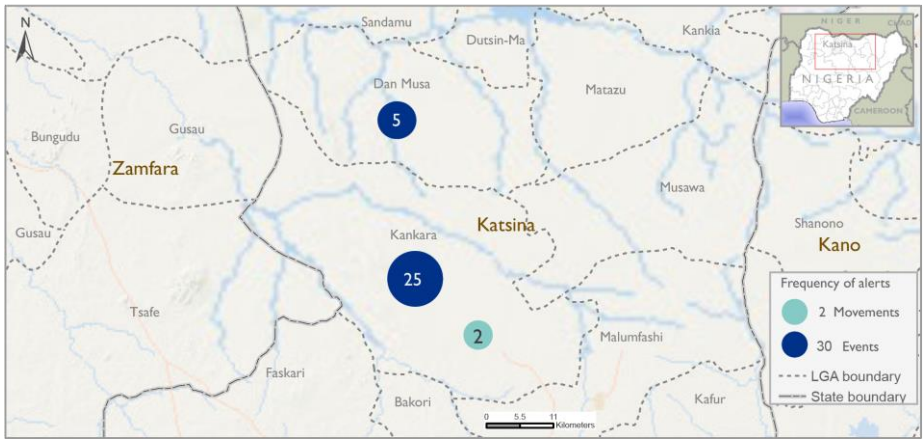 N
Sandamu
Dutsin-Ma
Kankia
NIGER
CHAD
Katsina
NIGERIA
CAMEROON
Dan Musa
5
Matazu
Bungudu
Gusau
Zamfara
Musawa
Gusau
Kankara
Katsina
Shanono
Kano
25
Frequency of alerts
2 Movements
30 Events
LGA boundary
State boundary
Tsafe
2
Malumfashi
Faskari
Bakori
Kafur
0 5.5 11
Kilometers